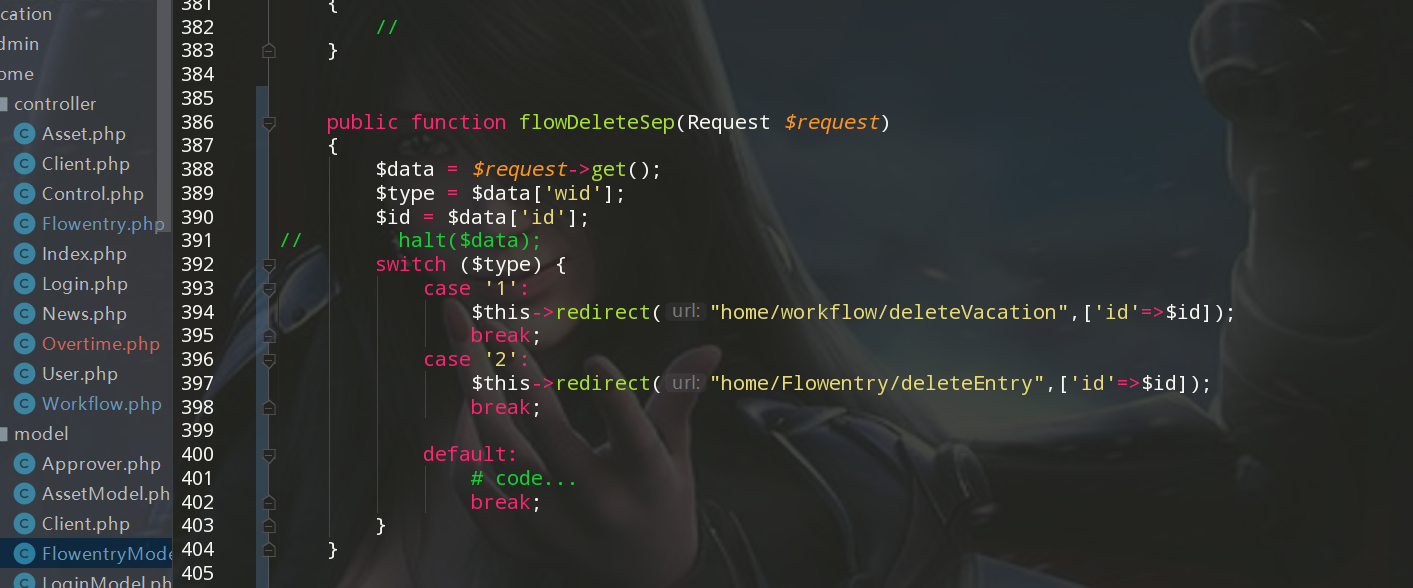 cation
dmin
ome
controller
Asset.php
Client.php
Control.php
Flowentry.php
Index.php
Login.php
News.php
Overtime.php
User.php
Workflow.php
model
Approver.php
AssetModel.ph
Client.php
FlowentryMode
LoginModel.ph
381 {
382 //
383 }
384
385
386 public function flowDeleteSep(Request $request)
387 {
388 $data = $request->get();
389 $type = $data['wid'];
390 $id = $data['id'];
391 // halt($data);
392 switch ($type) {
393 case '1':
394 $this->redirect( url: "home/workflow/deleteVacation",['id'=>$id]);
395 break;
396 case '2':
397 $this->redirect( url: "home/Flowentry/deleteEntry",['id'=>$id]);
398 break;
399
400 default:
401 # code...
402 break;
403 }
404 }
405